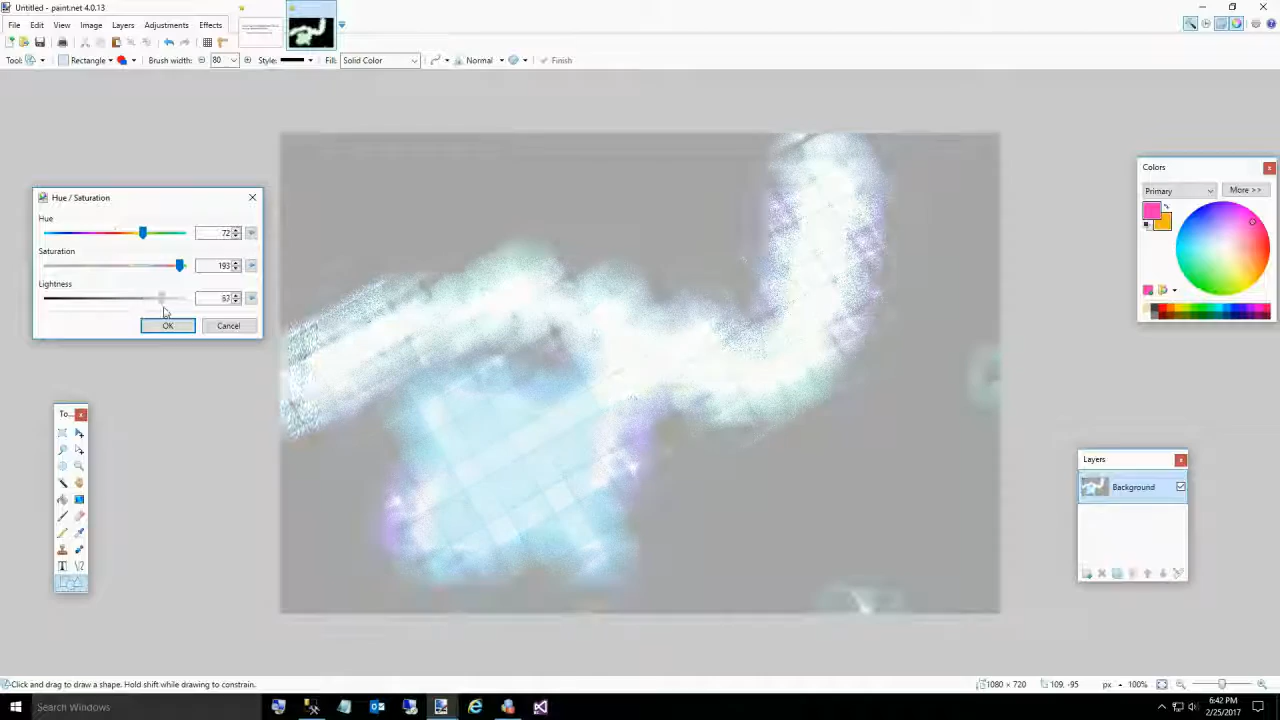 Untitled - paint.net 4.0.13
File Edit View Image Layers Adjustments Effects
Tool: Rectangle Brush width: 80 Style: Fill: Solid Color Normal Finish
Hue / Saturation
Hue
72
Saturation
193
Lightness
OK Cancel
Colors
Primary More >>
To...
Layers
Background
Click and drag to draw a shape. Hold shift while drawing to constrain.
1080 × 720 109, -95 px 100%
Search Windows
6:42 PM
2/25/2017